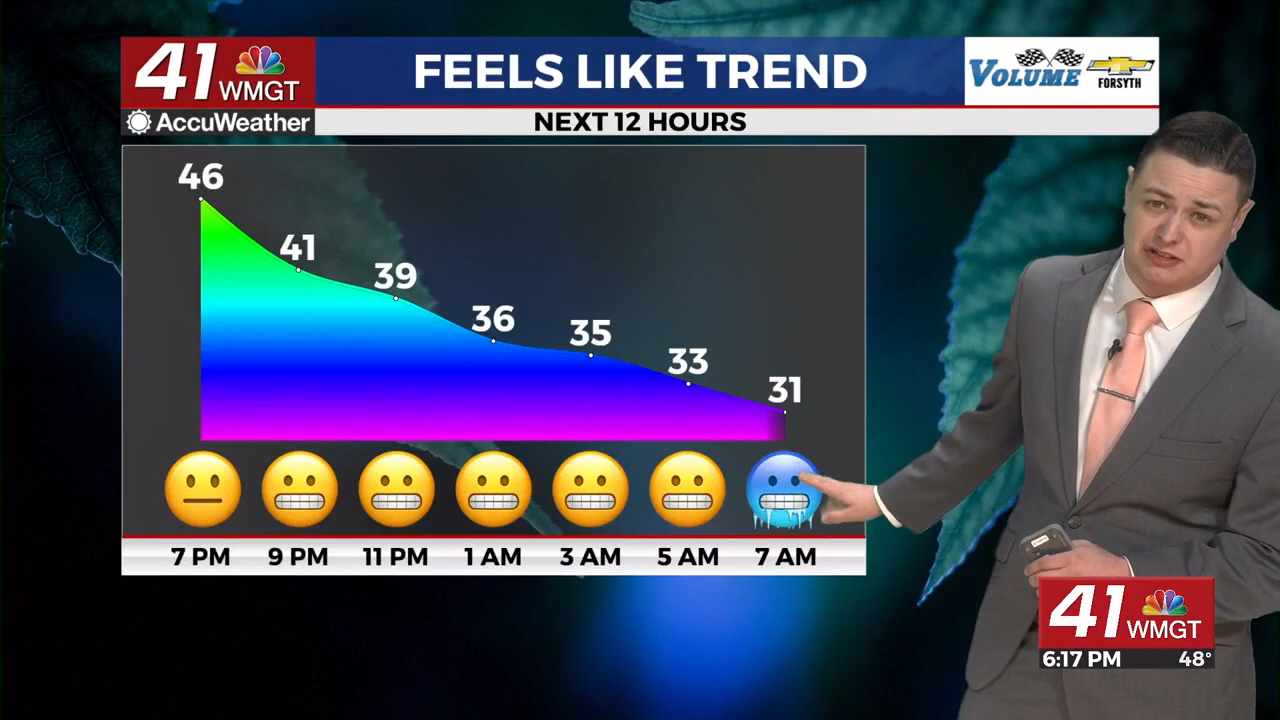 41 WMGT
FEELS LIKE TREND
VOLUME
FORSYTH
AccuWeather
NEXT 12 HOURS
46
41
39
36
35
33
31
7 PM 9 PM 11 PM 1 AM 3 AM 5 AM 7 AM
41 WMGT
6:17 PM 48°